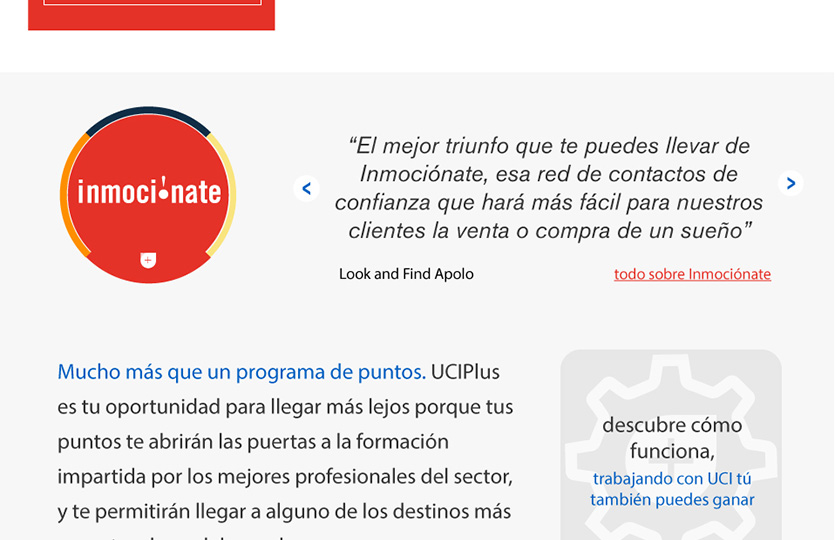 inmoci!nate
“El mejor triunfo que te puedes llevar de
Inmociónate, esa red de contactos de
confianza que hará más fácil para nuestros
clientes la venta o compra de un sueño”
Look and Find Apolo
todo sobre Inmociónate
Mucho más que un programa de puntos. UCIPlus
es tu oportunidad para llegar más lejos porque tus
puntos te abrirán las puertas a la formación
impartida por los mejores profesionales del sector,
y te permitirán llegar a alguno de los destinos más
descubre cómo
funciona,
trabajando con UCI tú
también puedes ganar